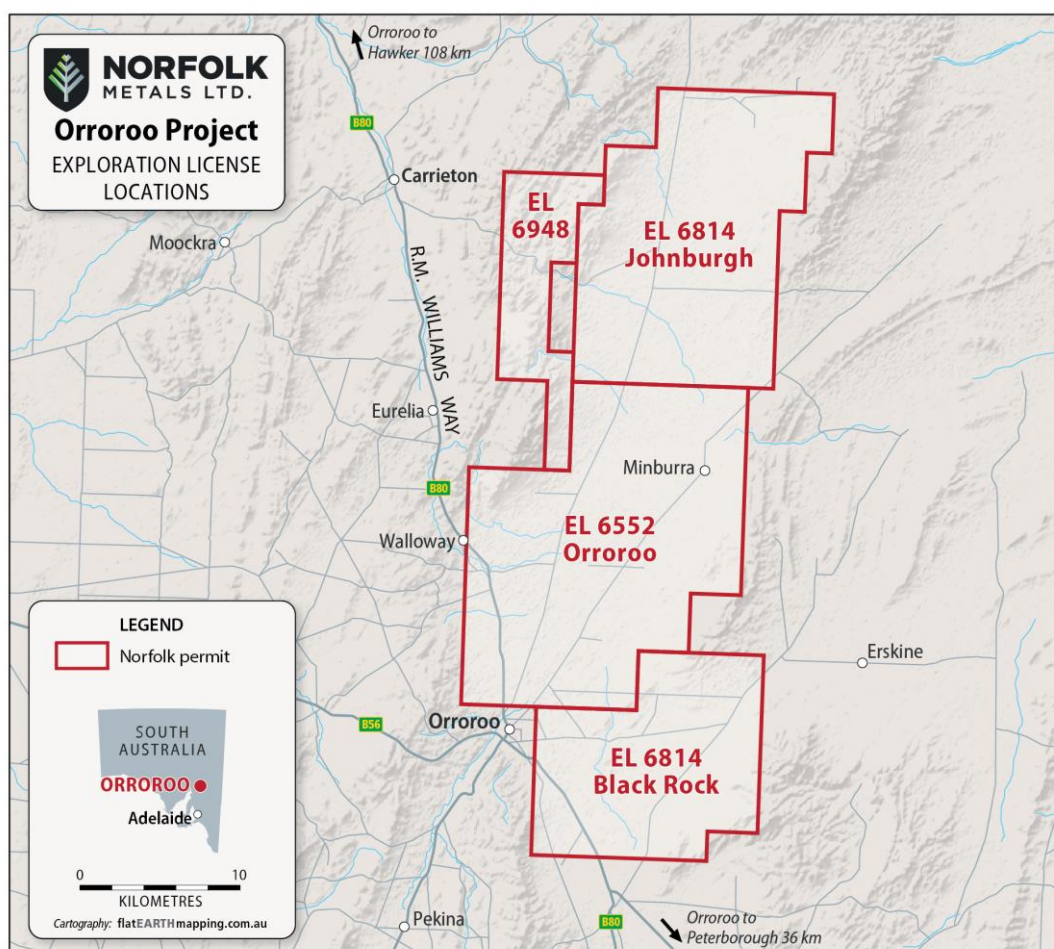 NORFOLK
METALS LTD.
Orroroo Project
EXPLORATION LICENSE
LOCATIONS
Orroroo to
Hawker 108 km
B80
Carrieton
Moockra
EL
6948
EL 6814
Johnburgh
R.M. WILLIAMS WAY
Eurelia
Minburra
B80
Walloway
EL 6552
Orroroo
Erskine
Orroroo
B56
EL 6814
Black Rock
Pekina
B80
Orroroo to
Peterborough 36 km
LEGEND
Norfolk permit
SOUTH
AUSTRALIA
ORROROO
Adelaide
0 10
KILOMETRES
Cartography: flatEARTHmapping.com.au